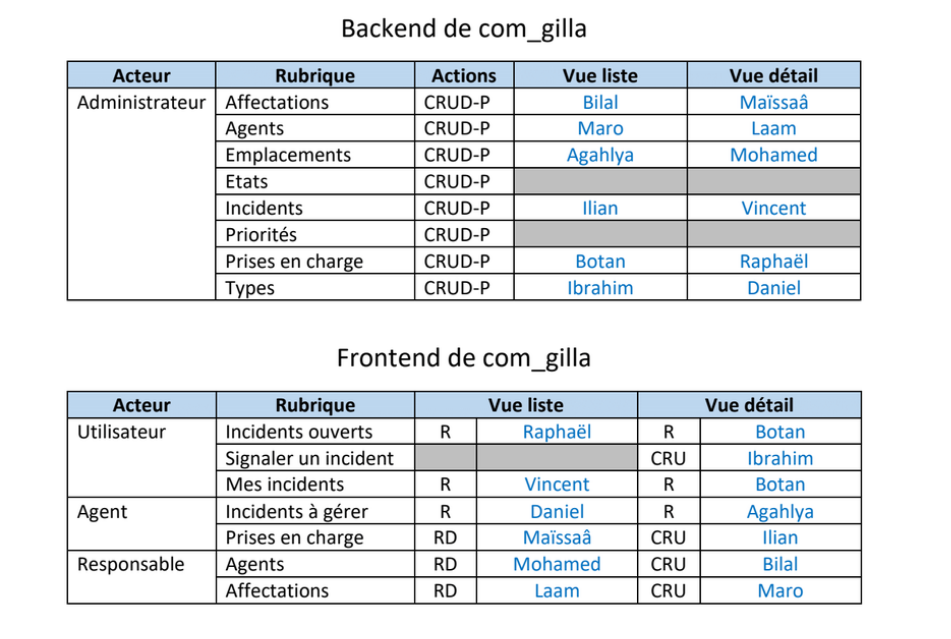 Backend de com_gilla
Acteur Rubrique Actions Vue liste Vue détail
Administrateur Affectations CRUD-P Bilal Maïssaâ
Agents CRUD-P Maro Laam
Emplacements CRUD-P Agahlya Mohamed
Etats CRUD-P
Incidents CRUD-P Ilian Vincent
Priorités CRUD-P
Prises en charge CRUD-P Botan Raphaël
Types CRUD-P Ibrahim Daniel
Frontend de com_gilla
Acteur Rubrique Vue liste Vue détail
Utilisateur Incidents ouverts R Raphaël R Botan
Signaler un incident CRU Ibrahim
Mes incidents R Vincent R Botan
Agent Incidents à gérer R Daniel R Agahlya
Prises en charge RD Maïssaâ CRU Ilian
Responsable Agents RD Mohamed CRU Bilal
Affectations RD Laam CRU Maro